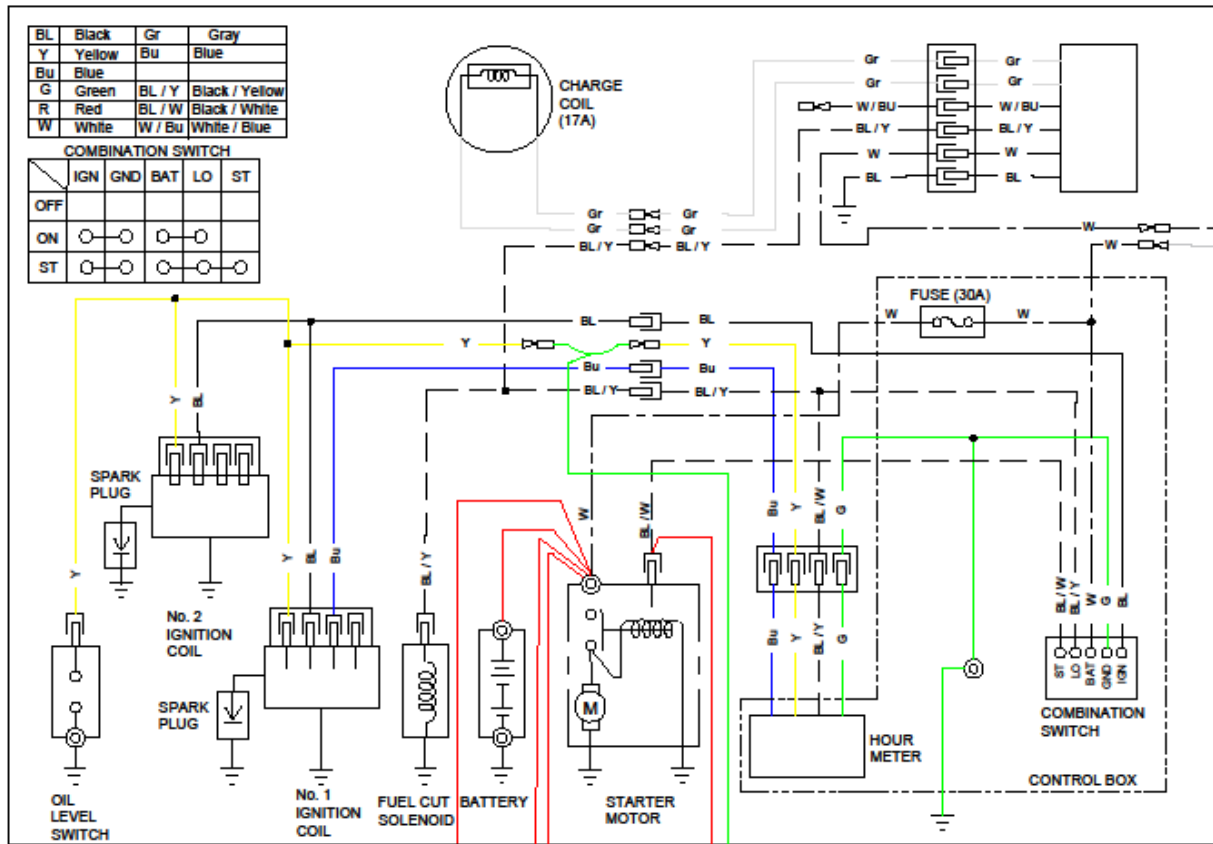 BL Black Gr Gray
Y Yellow Bu Blue
Bu Blue
G Green BL / Y Black / Yellow
R Red BL / W Black / White
W White W / Bu White / Blue
COMBINATION SWITCH
IGN GND BAT LO ST
OFF
ON
ST
CHARGE
COIL
(17A)
Gr Gr
Gr Gr
W / BU W / BU
BL / Y BL / Y
W W
BL BL
Gr Gr
Gr Gr
BL / Y BL / Y
W
W
FUSE (30A)
W W
BL BL
Y Y
Bu Bu
BL / Y BL / Y
Y BL
SPARK
PLUG
No. 2
IGNITION
COIL
Y
Y BL Bu
BL / Y
W
BL / W
Bu Y BL / W G
Bu Y BL / Y G
BL / W BL / Y W G BL
ST LO BAT GND IGN
SPARK
PLUG
M
OIL
LEVEL
SWITCH
No. 1
IGNITION
COIL
FUEL CUT
SOLENOID
BATTERY
STARTER
MOTOR
HOUR
METER
COMBINATION
SWITCH
CONTROL BOX